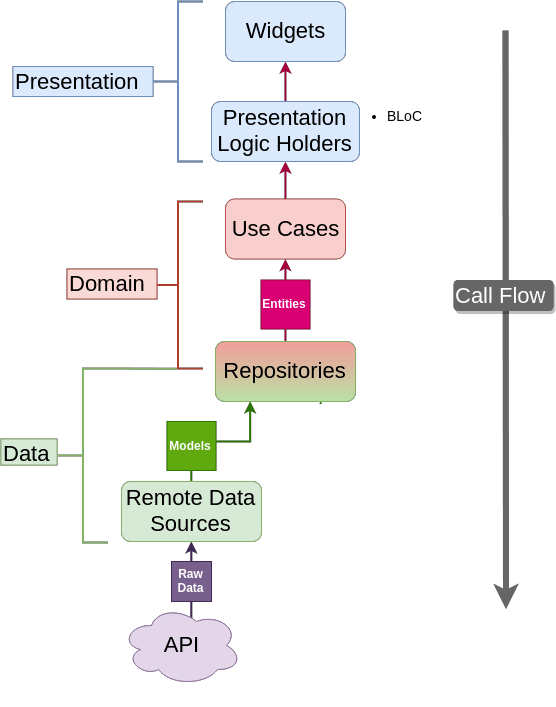 Widgets
Presentation
Presentation
Logic Holders
• BLoC
Use Cases
Domain
Entities
Call Flow
Repositories
Models
Data
Remote Data
Sources
Raw
Data
API